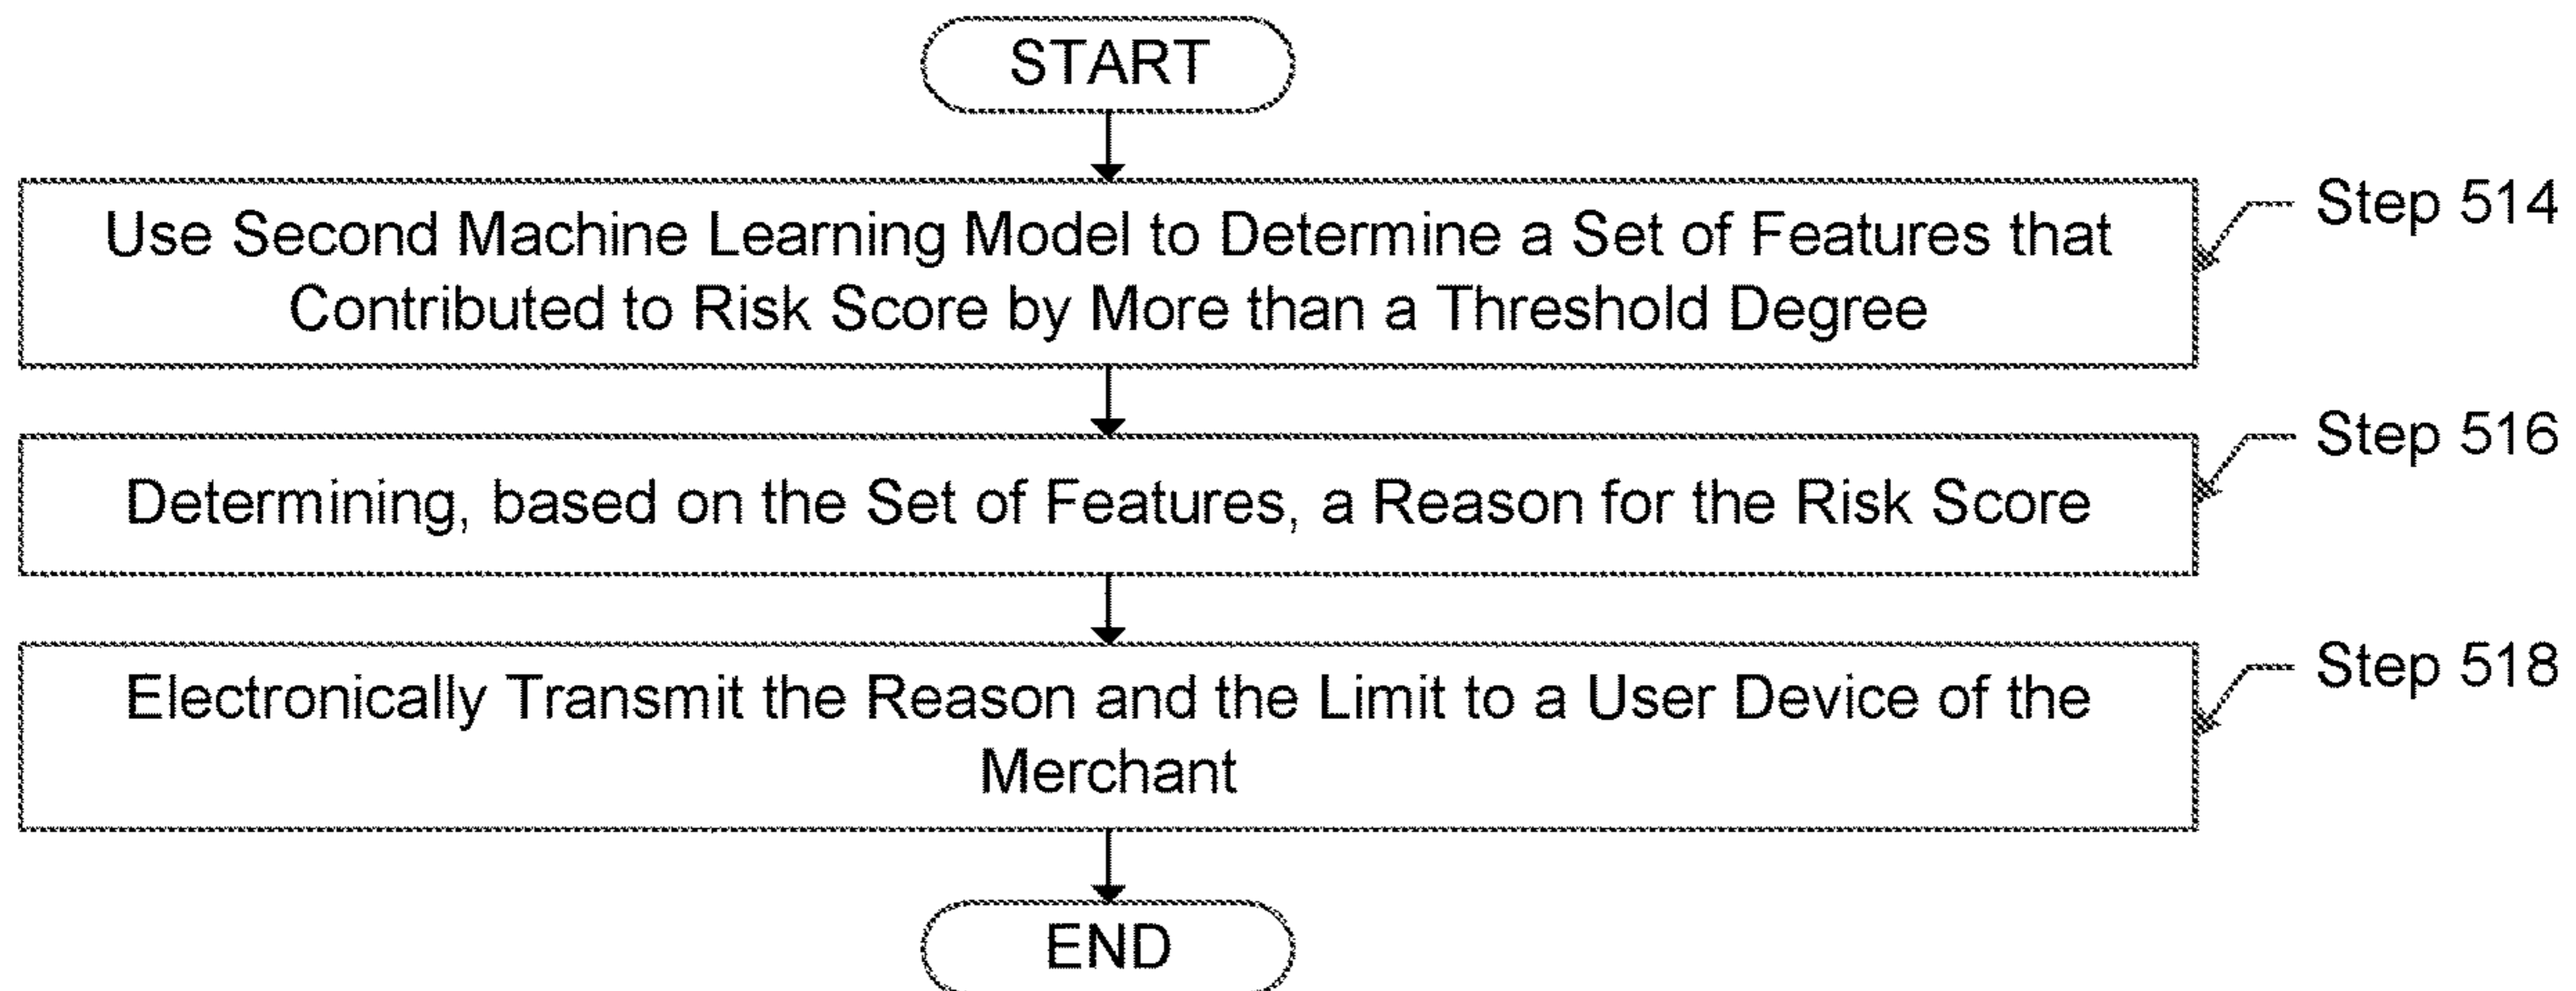 START
Use Second Machine Learning Model to Determine a Set of Features that
Contributed to Risk Score by More than a Threshold Degree
Step 514
Determining, based on the Set of Features, a Reason for the Risk Score
Step 516
Electronically Transmit the Reason and the Limit to a User Device of the
Merchant
Step 518
END